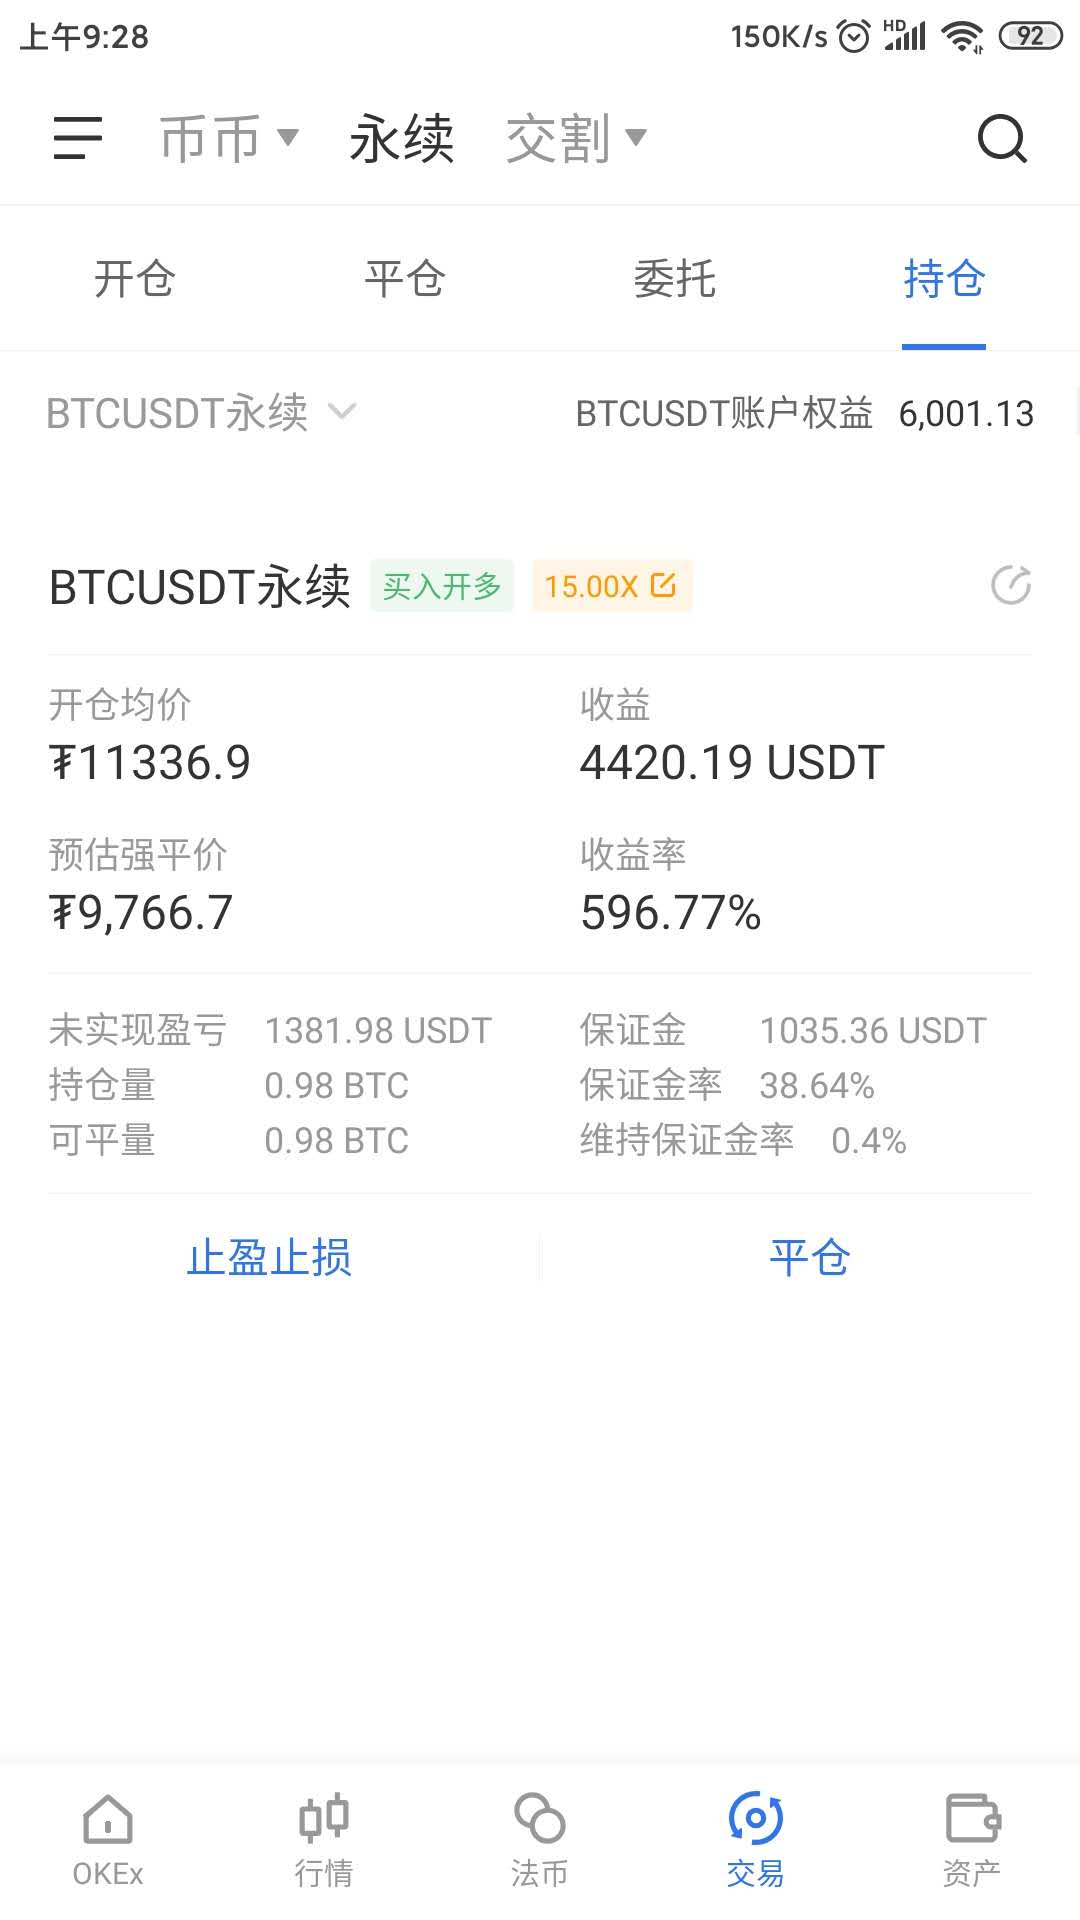 上午9:28 150K/s HD 92
币币 永续 交割
开仓 平仓 委托 持仓
BTCUSDT永续 BTCUSDT账户权益 6,001.13
BTCUSDT永续 买入开多 15.00X
开仓均价 收益
₮11336.9 4420.19 USDT
预估强平价 收益率
₮9,766.7 596.77%
未实现盈亏 1381.98 USDT 保证金 1035.36 USDT
持仓量 0.98 BTC 保证金率 38.64%
可平量 0.98 BTC 维持保证金率 0.4%
止盈止损 平仓
OKEx 行情 法币 交易 资产